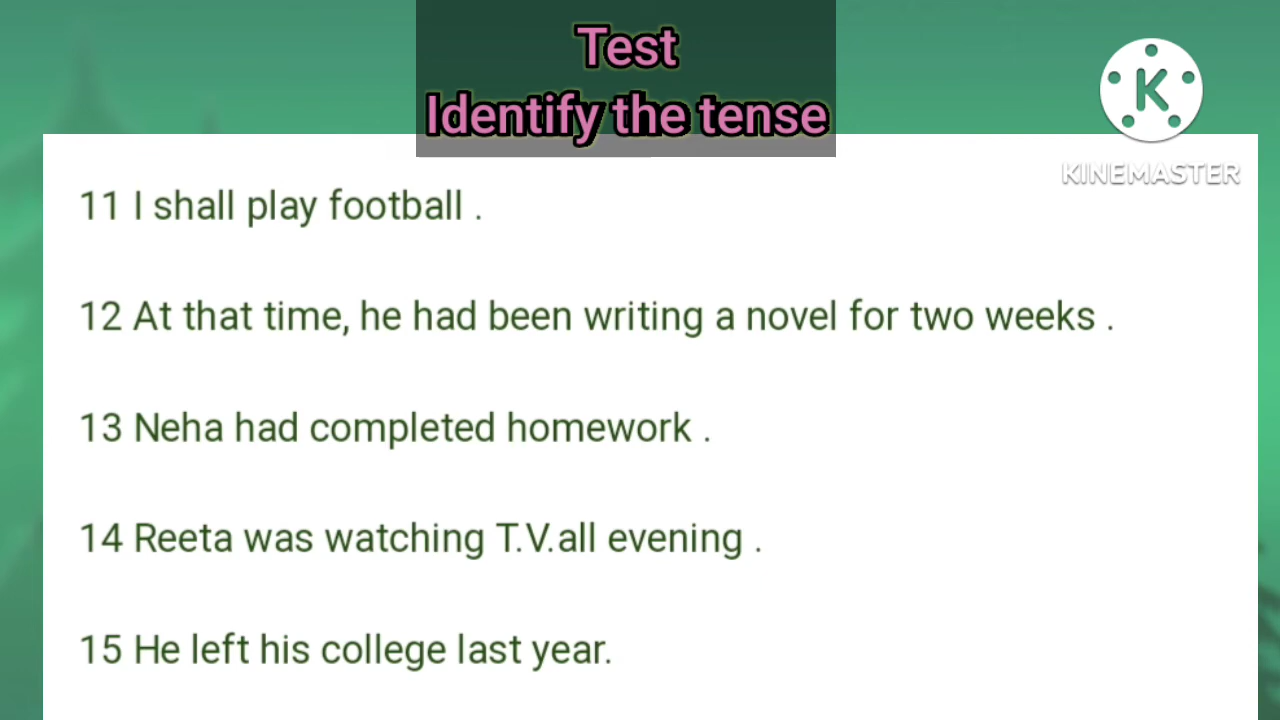 Test
Identify the tense
K
KINEMASTER
11 I shall play football .
12 At that time, he had been writing a novel for two weeks .
13 Neha had completed homework .
14 Reeta was watching T.V.all evening .
15 He left his college last year.